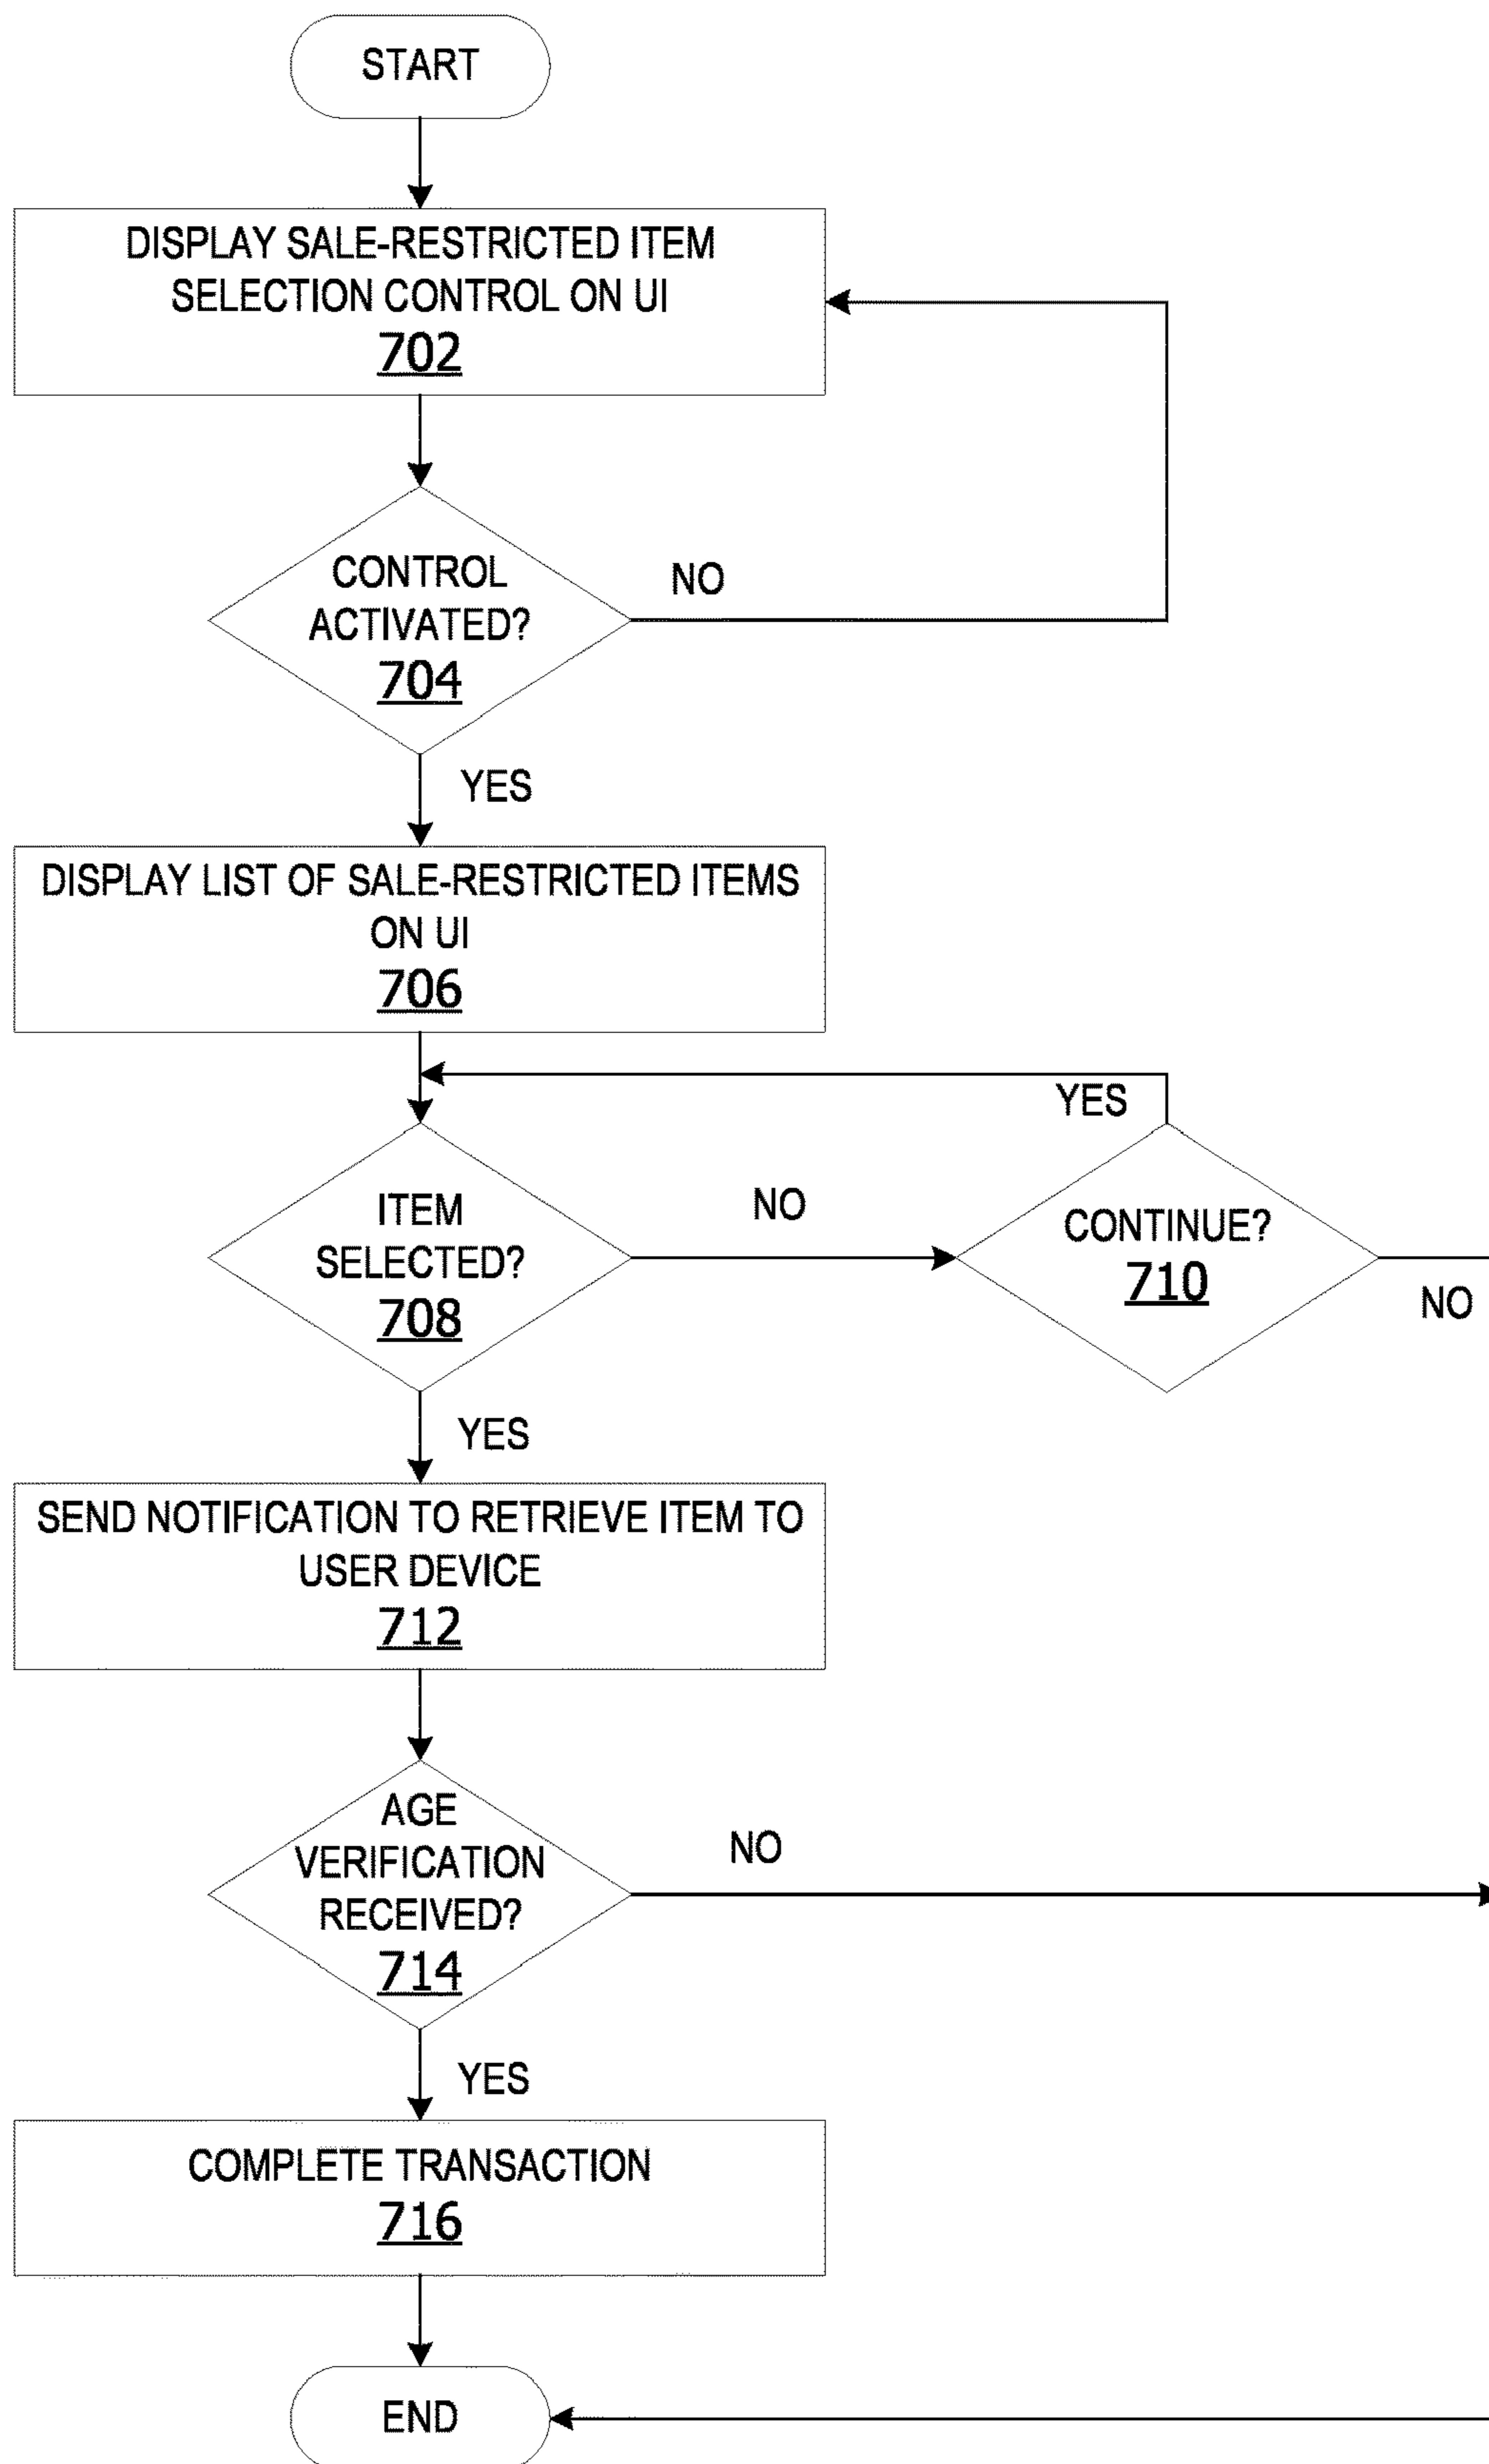 START
DISPLAY SALE-RESTRICTED ITEM
SELECTION CONTROL ON UI
702
CONTROL
ACTIVATED?
704
NO
YES
DISPLAY LIST OF SALE-RESTRICTED ITEMS
ON UI
706
YES
ITEM
SELECTED?
708
NO
CONTINUE?
710
NO
YES
SEND NOTIFICATION TO RETRIEVE ITEM TO
USER DEVICE
712
AGE
VERIFICATION
RECEIVED?
714
NO
YES
COMPLETE TRANSACTION
716
END